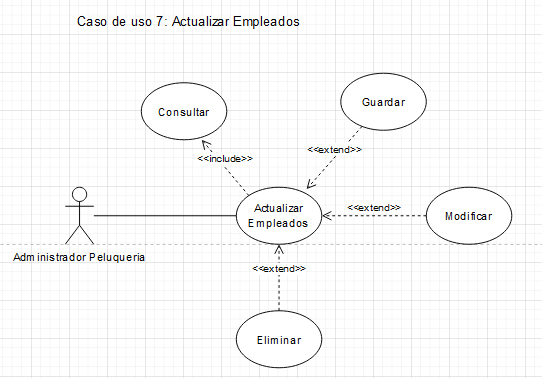 Caso de uso 7: Actualizar Empleados
Guardar
Consultar
<<extend>>
<<include>>
Actualizar
Empleados
<<extend>>
Modificar
Administrador Peluqueria
<<extend>>
Eliminar